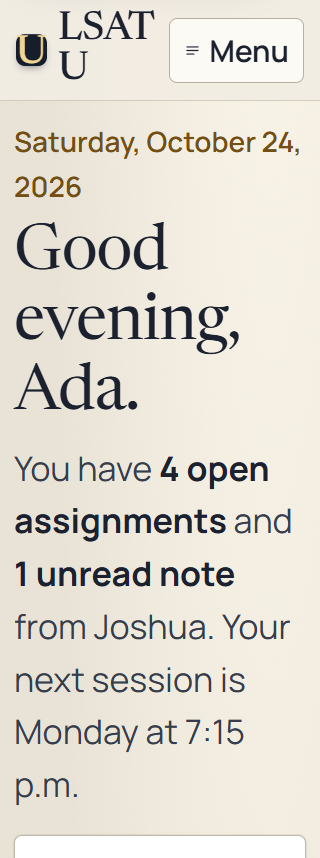 U LSAT
U
Menu
Saturday, October 24,
2026
Good
evening,
Ada.
You have 4 open
assignments and
1 unread note
from Joshua. Your
next session is
Monday at 7:15
p.m.